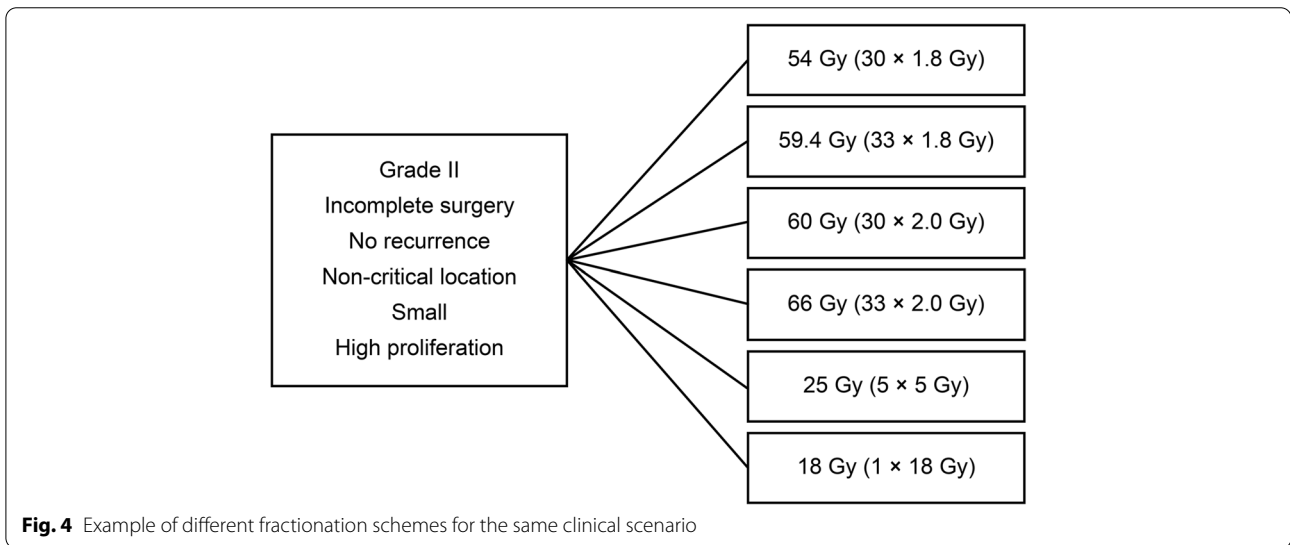 Grade II
Incomplete surgery
No recurrence
Non-critical location
Small
High proliferation
54 Gy (30 × 1.8 Gy)
59.4 Gy (33 × 1.8 Gy)
60 Gy (30 × 2.0 Gy)
66 Gy (33 × 2.0 Gy)
25 Gy (5 × 5 Gy)
18 Gy (1 × 18 Gy)
Fig. 4 Example of different fractionation schemes for the same clinical scenario